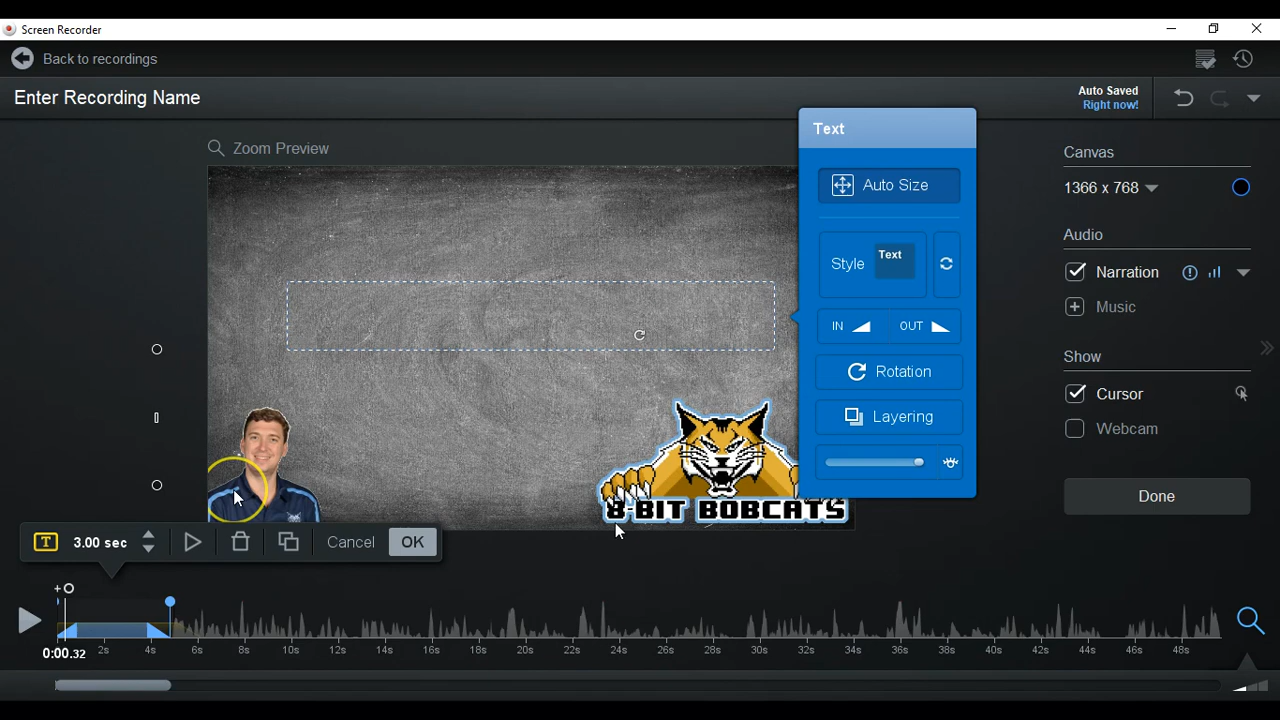 Screen Recorder
Back to recordings
Enter Recording Name
Auto Saved
Right now!
Zoom Preview
Text
Auto Size
Style Text
IN OUT
Rotation
Layering
Canvas
1366 x 768
Audio
Narration
Music
Show
Cursor
Webcam
Done
8-BIT BOBCATS
T 3.00 sec Cancel OK
0:00.32 2s 4s 6s 8s 10s 12s 14s 16s 18s 20s 22s 24s 26s 28s 30s 32s 34s 36s 38s 40s 42s 44s 46s 48s